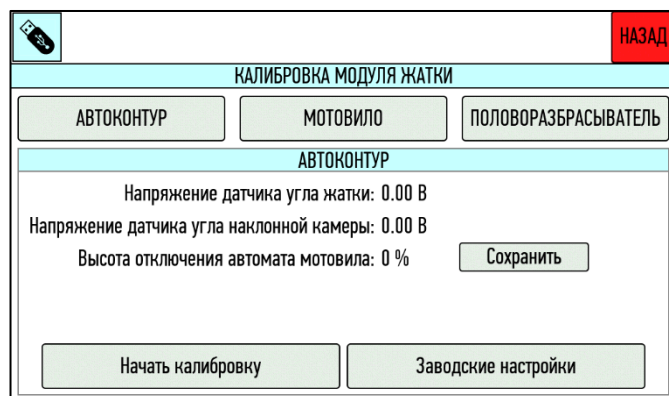 НАЗАД
КАЛИБРОВКА МОДУЛЯ ЖАТКИ
АВТОКОНТУР МОТОВИЛО ПОЛОВОРАЗБРАСЫВАТЕЛЬ
АВТОКОНТУР
Напряжение датчика угла жатки: 0.00 В
Напряжение датчика угла наклонной камеры: 0.00 В
Высота отключения автомата мотовила: 0 % Сохранить
Начать калибровку Заводские настройки